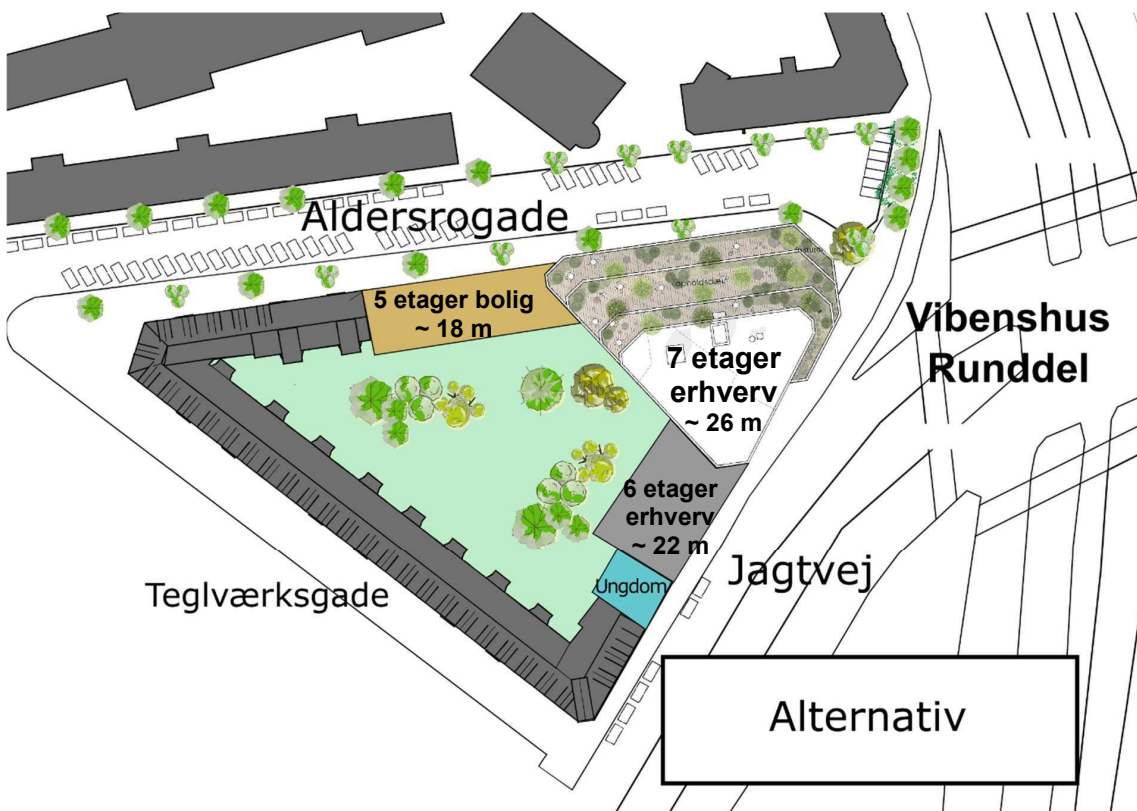 Aldersrogade
5 etager bolig
~ 18 m
opholdsdæk
Vibenshus
Runddel
7 etager
erhverv
~ 26 m
6 etager
erhverv
~ 22 m
Ungdom
Jagtvej
Teglværksgade
Alternativ